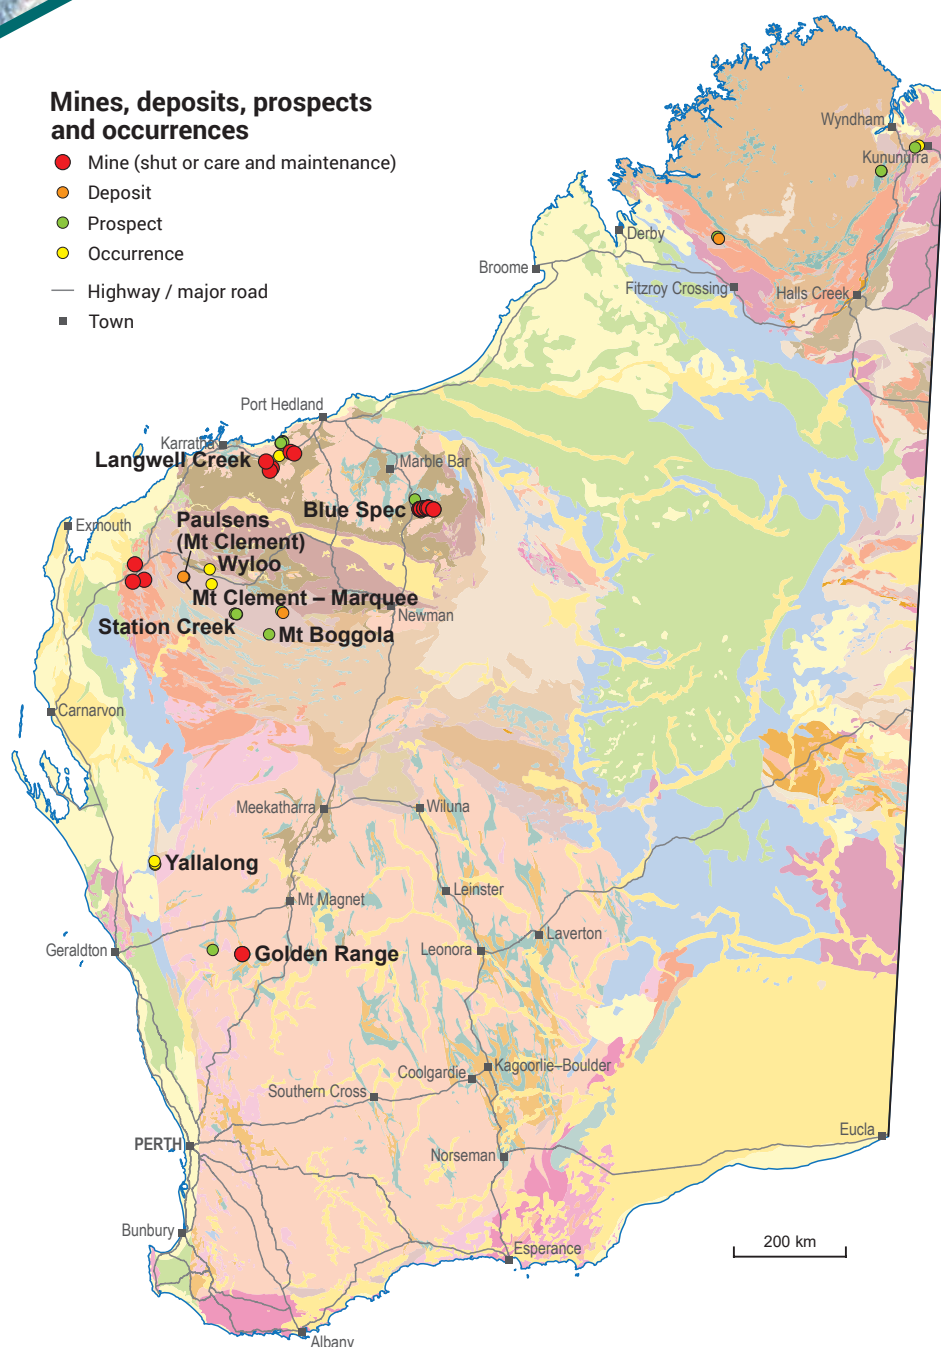 Mines, deposits, prospects
and occurrences
Mine (shut or care and maintenance)
Deposit
Prospect
Occurrence
Highway / major road
Town
Wyndham
Kununurra
Derby
Broome
Fitzroy Crossing
Halls Creek
Port Hedland
Karratha
Langwell Creek
Marble Bar
Blue Spec
Exmouth
Paulsens
(Mt Clement)
Wyloo
Mt Clement – Marquee
Newman
Station Creek
Mt Boggola
Carnarvon
Meekatharra
Wiluna
Yallalong
Leinster
Mt Magnet
Laverton
Geraldton
Golden Range
Leonora
Kagoorlie–Boulder
Coolgardie
Southern Cross
Eucla
PERTH
Norseman
Bunbury
200 km
Esperance
Albany